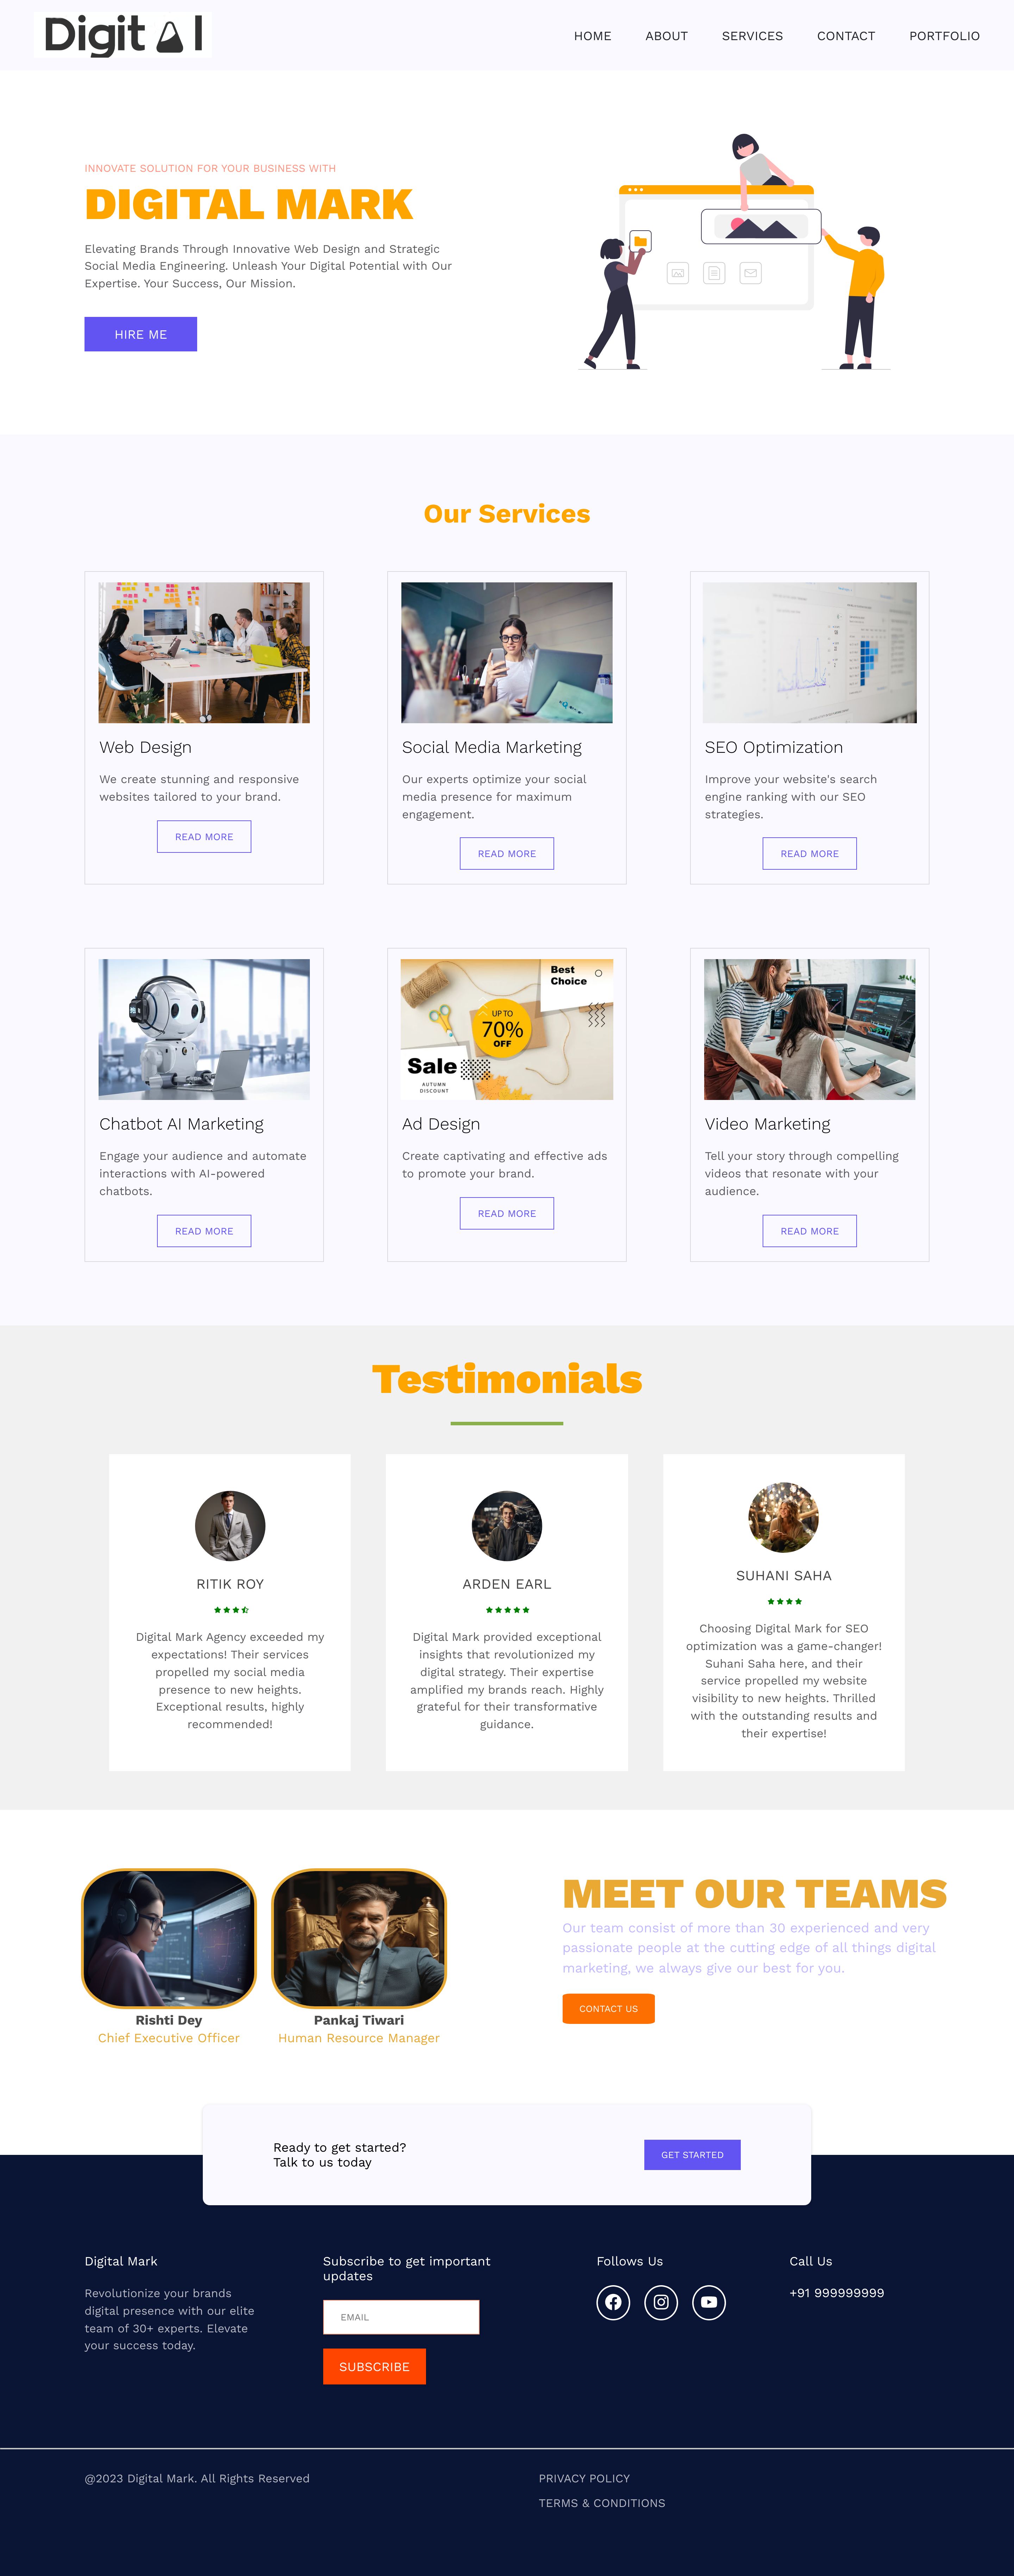 Digit l
HOME
ABOUT
SERVICES
CONTACT
PORTFOLIO
INNOVATE SOLUTION FOR YOUR BUSINESS WITH
DIGITAL MARK
Elevating Brands Through Innovative Web Design and Strategic
Social Media Engineering. Unleash Your Digital Potential with Our
Expertise. Your Success, Our Mission.
HIRE ME
Our Services
Web Design
We create stunning and responsive
websites tailored to your brand.
READ MORE
Social Media Marketing
Our experts optimize your social
media presence for maximum
engagement.
READ MORE
SEO Optimization
Improve your website's search
engine ranking with our SEO
strategies.
READ MORE
Chatbot AI Marketing
Engage your audience and automate
interactions with AI-powered
chatbots.
READ MORE
Best
Choice
UP TO
70%
OFF
Sale
AUTUMN
DISCOUNT
Ad Design
Create captivating and effective ads
to promote your brand.
READ MORE
Video Marketing
Tell your story through compelling
videos that resonate with your
audience.
READ MORE
Testimonials
RITIK ROY
Digital Mark Agency exceeded my
expectations! Their services
propelled my social media
presence to new heights.
Exceptional results, highly
recommended!
ARDEN EARL
Digital Mark provided exceptional
insights that revolutionized my
digital strategy. Their expertise
amplified my brands reach. Highly
grateful for their transformative
guidance.
SUHANI SAHA
Choosing Digital Mark for SEO
optimization was a game-changer!
Suhani Saha here, and their
service propelled my website
visibility to new heights. Thrilled
with the outstanding results and
their expertise!
Rishti Dey
Chief Executive Officer
Pankaj Tiwari
Human Resource Manager
MEET OUR TEAMS
Our team consist of more than 30 experienced and very
passionate people at the cutting edge of all things digital
marketing, we always give our best for you.
CONTACT US
Ready to get started?
Talk to us today
GET STARTED
Digital Mark
Revolutionize your brands
digital presence with our elite
team of 30+ experts. Elevate
your success today.
Subscribe to get important
updates
EMAIL
SUBSCRIBE
Follows Us
Call Us
+91 999999999
@2023 Digital Mark. All Rights Reserved
PRIVACY POLICY
TERMS & CONDITIONS